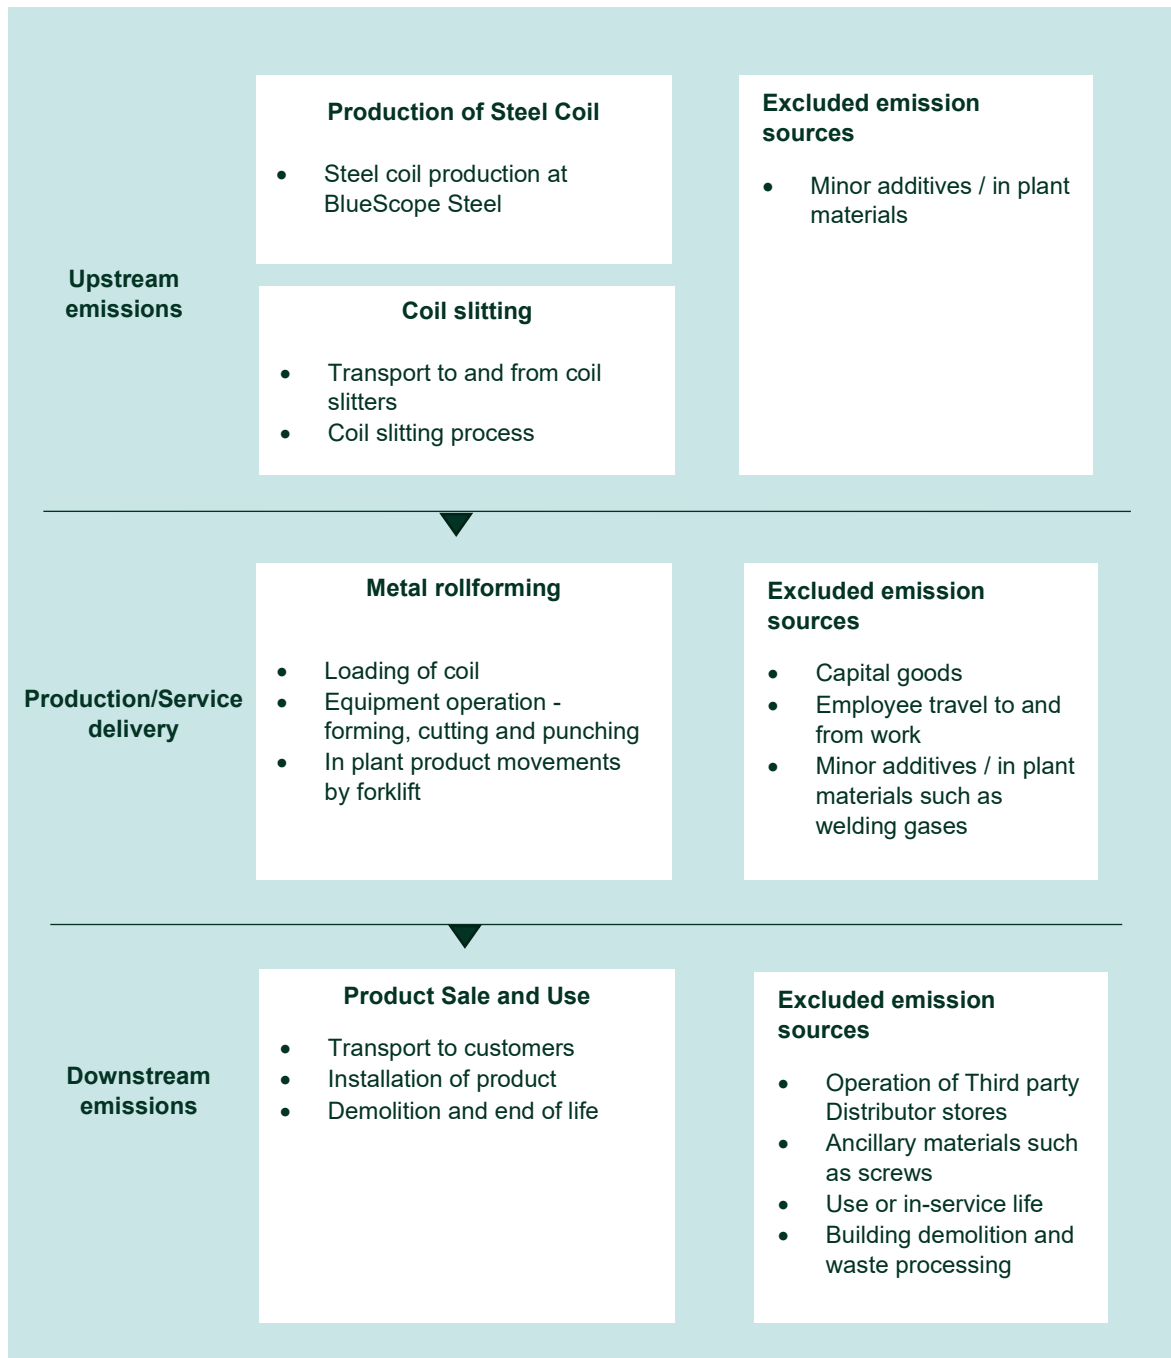 Upstream
emissions
Production of Steel Coil
• Steel coil production at
BlueScope Steel
Coil slitting
• Transport to and from coil
slitters
• Coil slitting process
Excluded emission
sources
• Minor additives / in plant
materials
Production/Service
delivery
Metal rollforming
• Loading of coil
• Equipment operation -
forming, cutting and punching
• In plant product movements
by forklift
Excluded emission
sources
• Capital goods
• Employee travel to and
from work
• Minor additives / in plant
materials such as
welding gases
Downstream
emissions
Product Sale and Use
• Transport to customers
• Installation of product
• Demolition and end of life
Excluded emission
sources
• Operation of Third party
Distributor stores
• Ancillary materials such
as screws
• Use or in-service life
• Building demolition and
waste processing